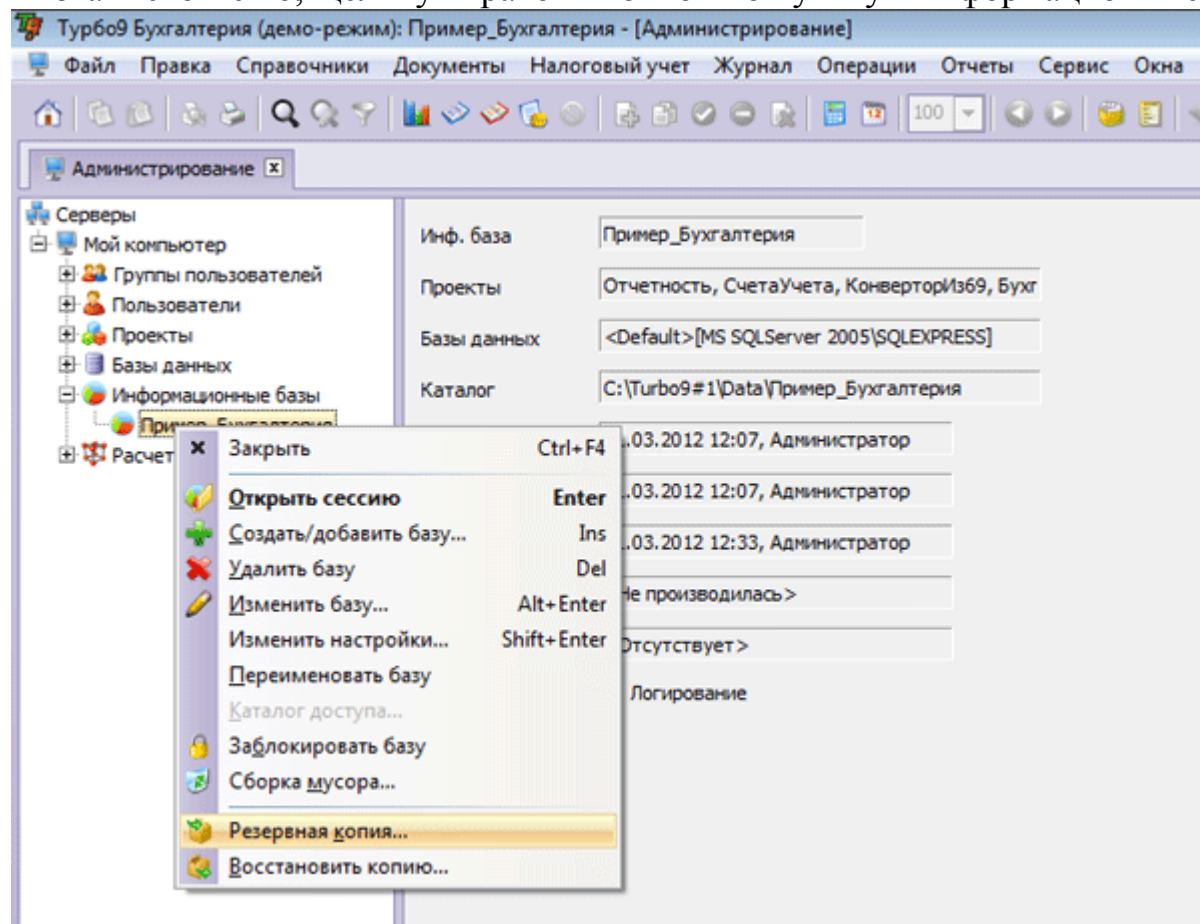 Турбо9 Бухгалтерия (демо-режим): Пример_Бухгалтерия - [Администрирование]
Файл Правка Справочники Документы Налоговый учет Журнал Операции Отчеты Сервис Окна
100
Администрирование
Серверы
Мой компьютер
Группы пользователей
Пользователи
Проекты
Базы данных
Информационные базы
Пример_Бухгалтерия
Расчет
Инф. база Пример_Бухгалтерия
Проекты Отчетность, СчетаУчета, КонверторИз69, Бухг
Базы данных <Default>[MS SQLServer 2005\SQLEXPRESS]
Каталог C:\Turbo9#1\Data\Пример_Бухгалтерия
.03.2012 12:07, Администратор
.03.2012 12:07, Администратор
.03.2012 12:33, Администратор
Не производилась>
Отсутствует>
Логирование
Закрыть Ctrl+F4
Открыть сессию Enter
Создать/добавить базу... Ins
Удалить базу Del
Изменить базу... Alt+Enter
Изменить настройки... Shift+Enter
Переименовать базу
Каталог доступа...
Заблокировать базу
Сборка мусора...
Резервная копия...
Восстановить копию...